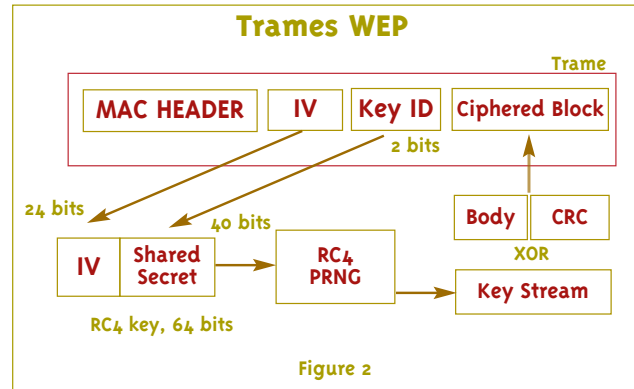 Trames WEP
Trame
MAC HEADER
IV
Key ID
Ciphered Block
2 bits
24 bits
40 bits
Body
CRC
XOR
IV
Shared
Secret
RC4
PRNG
Key Stream
RC4 key, 64 bits
Figure 2